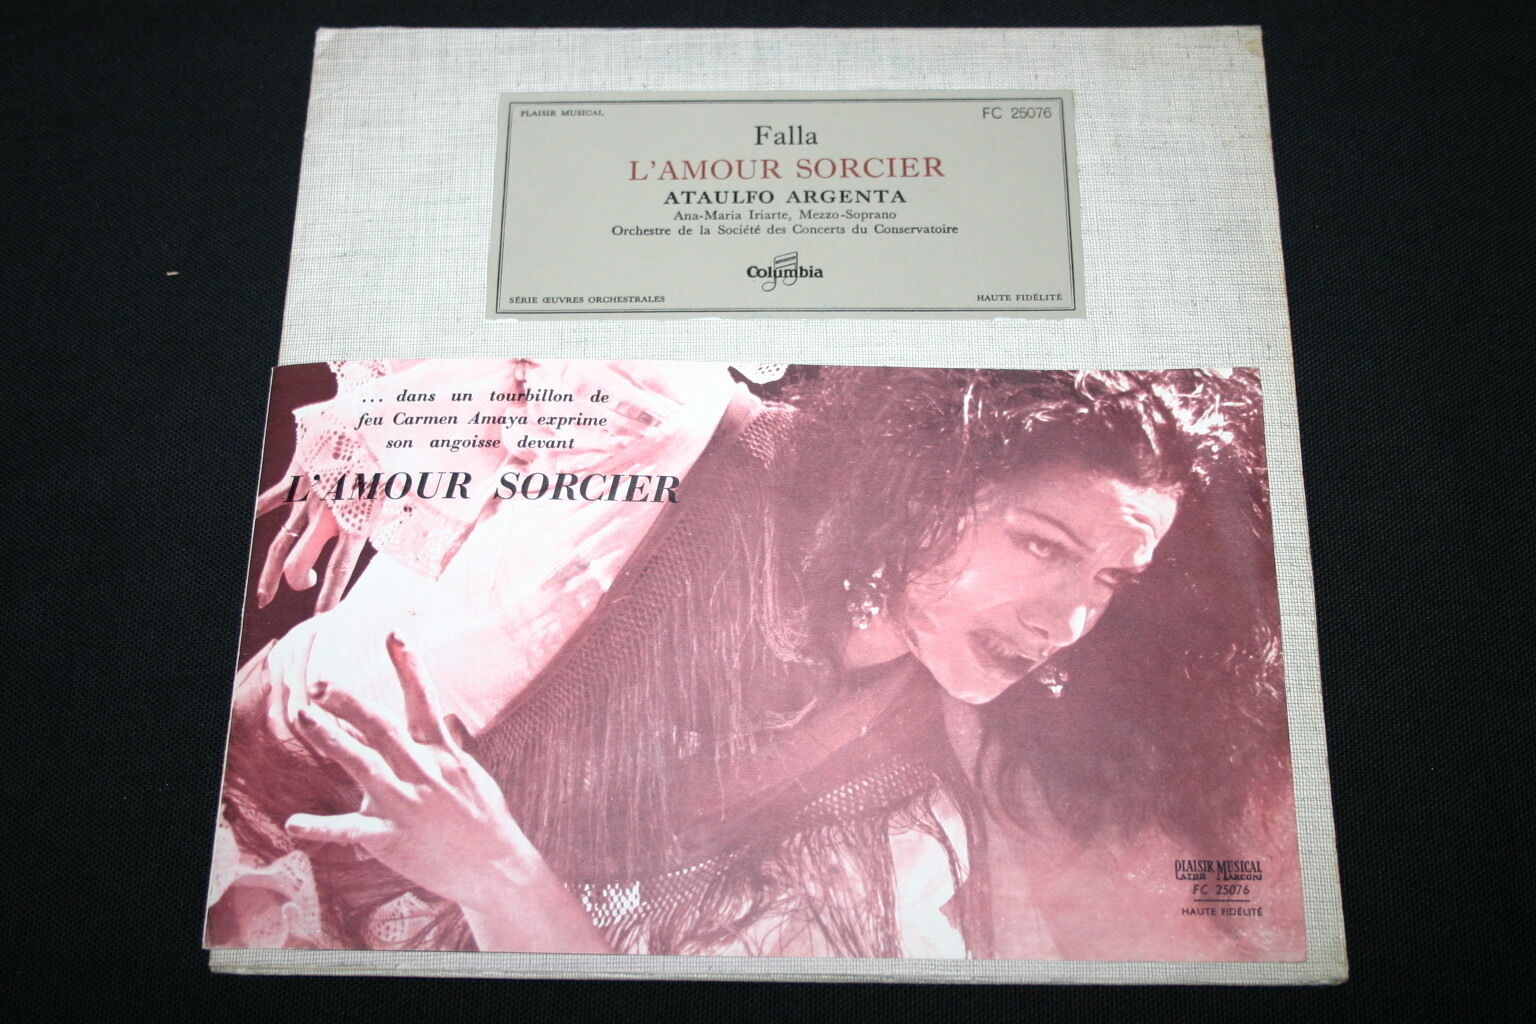 PLAISIR MUSICAL
FC 25076
Falla
L'AMOUR SORCIER
ATAULFO ARGENTA
Ana-Maria Iriarte, Mezzo-Soprano
Orchestre de la Société des Concerts du Conservatoire
Columbia
SÉRIE ŒUVRES ORCHESTRALES
HAUTE FIDÉLITÉ
... dans un tourbillon de
feu Carmen Amaya exprime
son angoisse devant
L'AMOUR SORCIER
PLAISIR MUSICAL
PATHÉ MARCONI
FC 25076
HAUTE FIDÉLITÉ